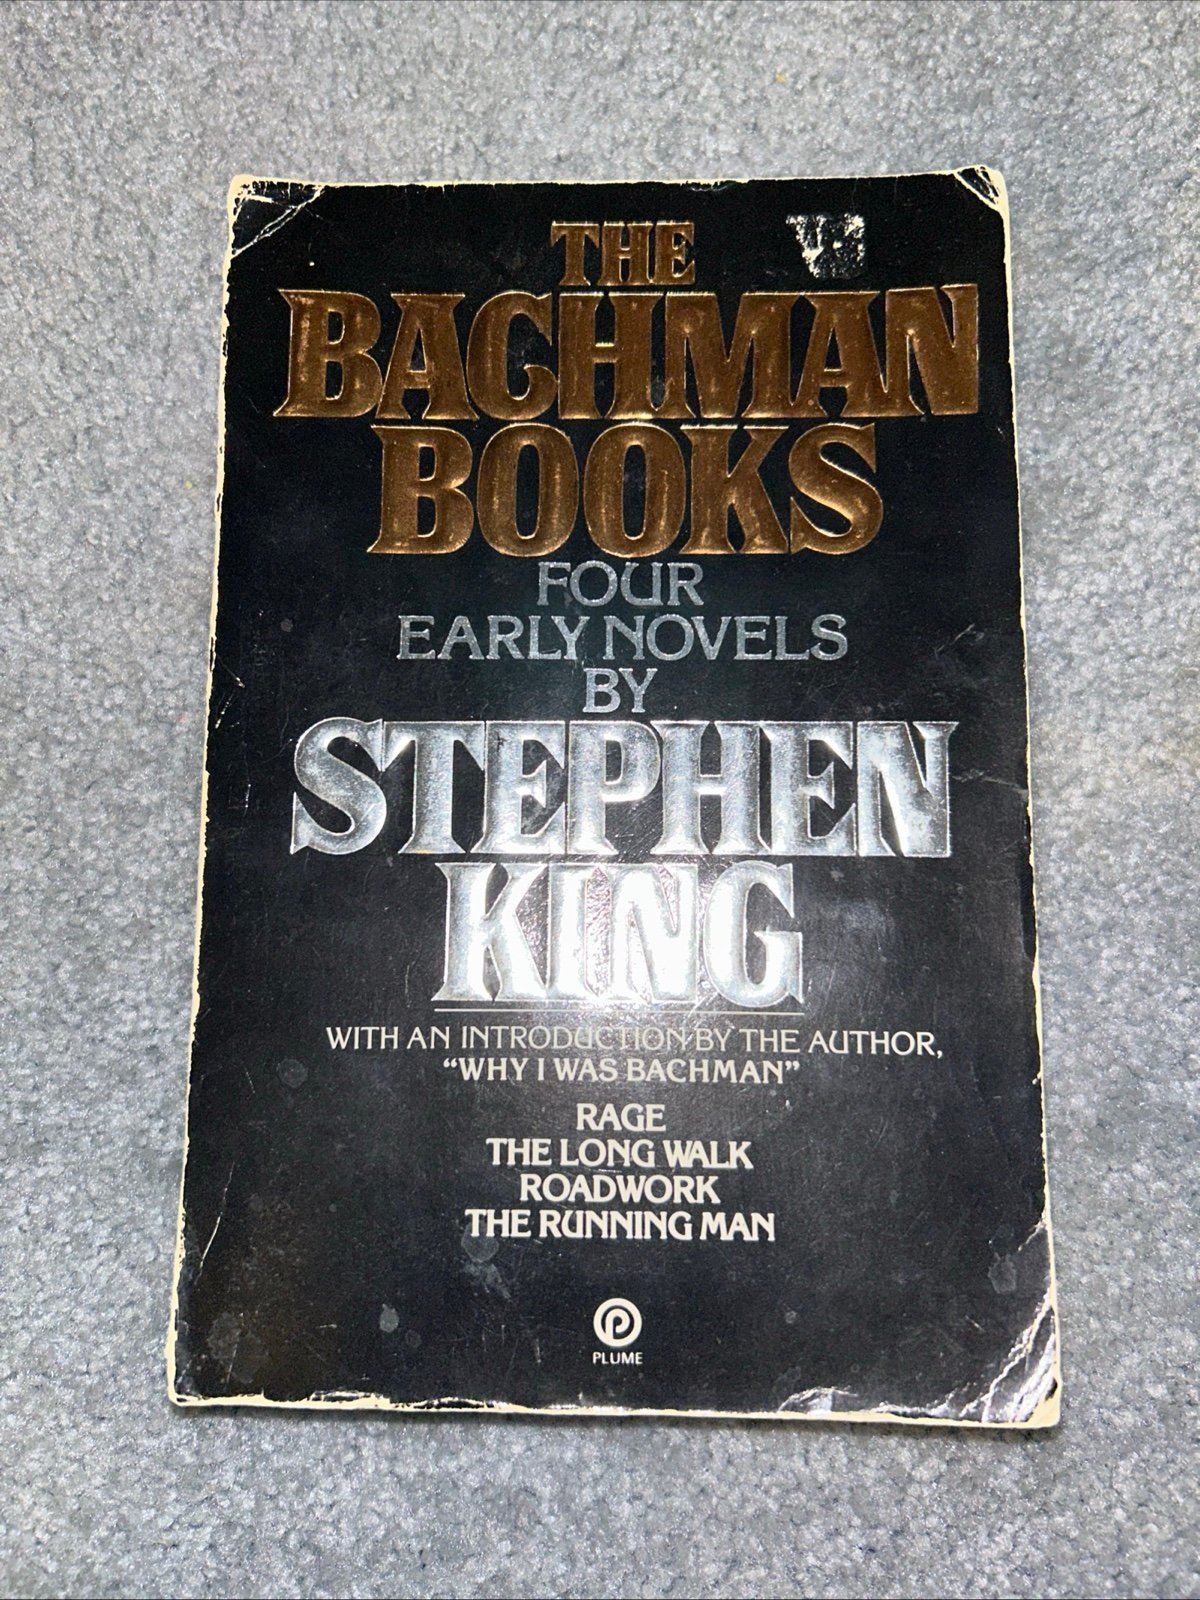 THE
BACHMAN
BOOKS
FOUR
EARLY NOVELS
BY
STEPHEN
KING
WITH AN INTRODUCTION BY THE AUTHOR,
“WHY I WAS BACHMAN”
RAGE
THE LONG WALK
ROADWORK
THE RUNNING MAN
PLUME